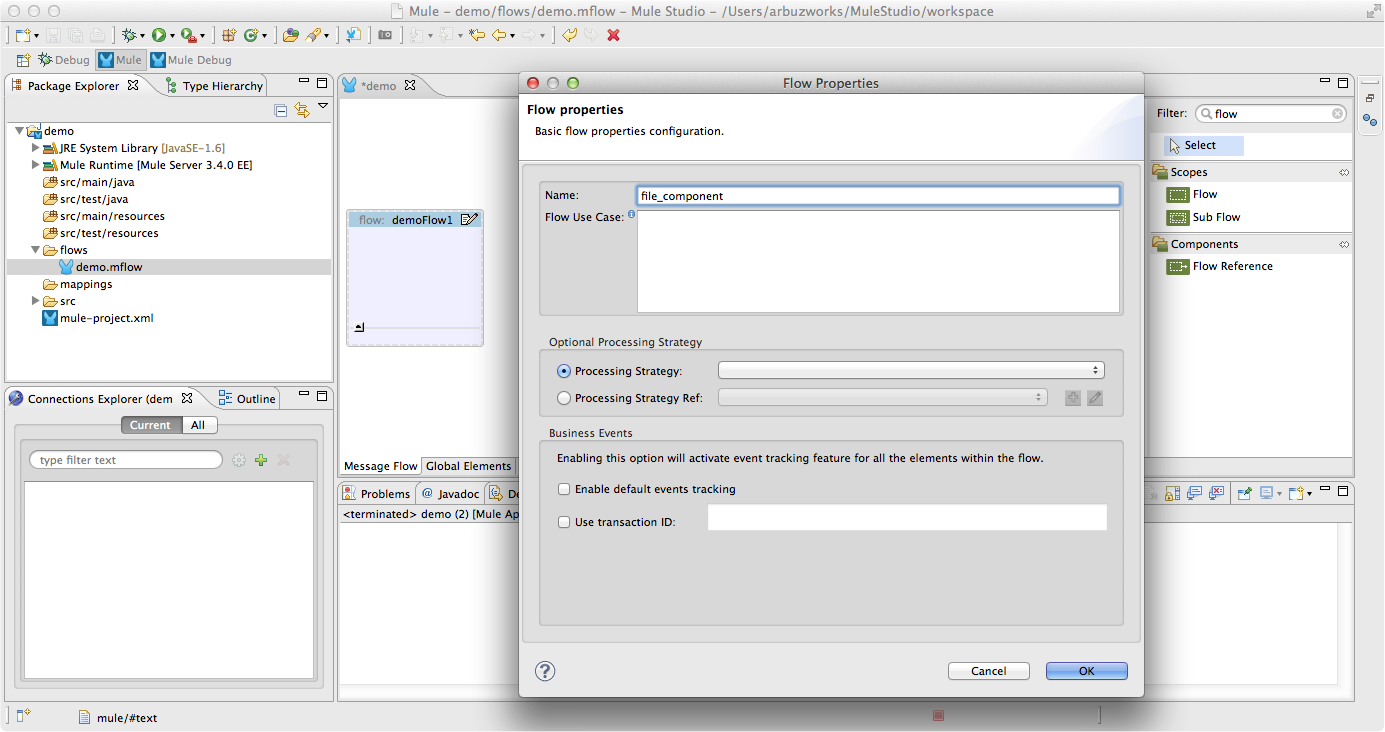 Mule – demo/flows/demo.mflow – Mule Studio – /Users/arbuzworks/MuleStudio/workspace
Debug Mule Mule Debug
Package Explorer Type Hierarchy
demo
JRE System Library [JavaSE-1.6]
Mule Runtime [Mule Server 3.4.0 EE]
src/main/java
src/test/java
src/main/resources
src/test/resources
flows
demo.mflow
mappings
src
mule-project.xml
Connections Explorer (dem Outline
Current All
type filter text
*demo
flow: demoFlow1
Message Flow Global Elements
Problems @ Javadoc De
<terminated> demo (2) [Mule Ap
Flow Properties
Flow properties
Basic flow properties configuration.
Name: file_component
Flow Use Case:
Optional Processing Strategy
Processing Strategy:
Processing Strategy Ref:
Business Events
Enabling this option will activate event tracking feature for all the elements within the flow.
Enable default events tracking
Use transaction ID:
? Cancel OK
Filter: flow
Select
Scopes
Flow
Sub Flow
Components
Flow Reference
mule/#text